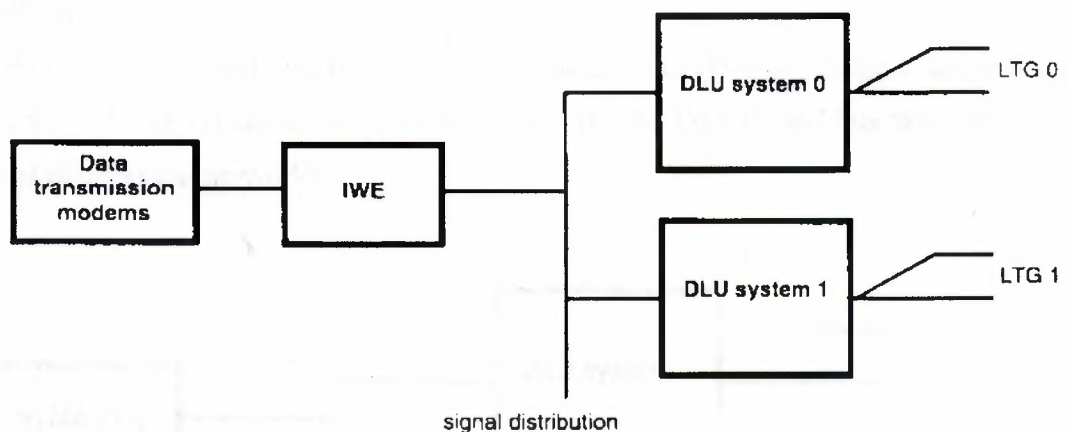 DLU system 0
LTG 0
Data
transmission
modems
IWE
DLU system 1
LTG 1
signal distribution